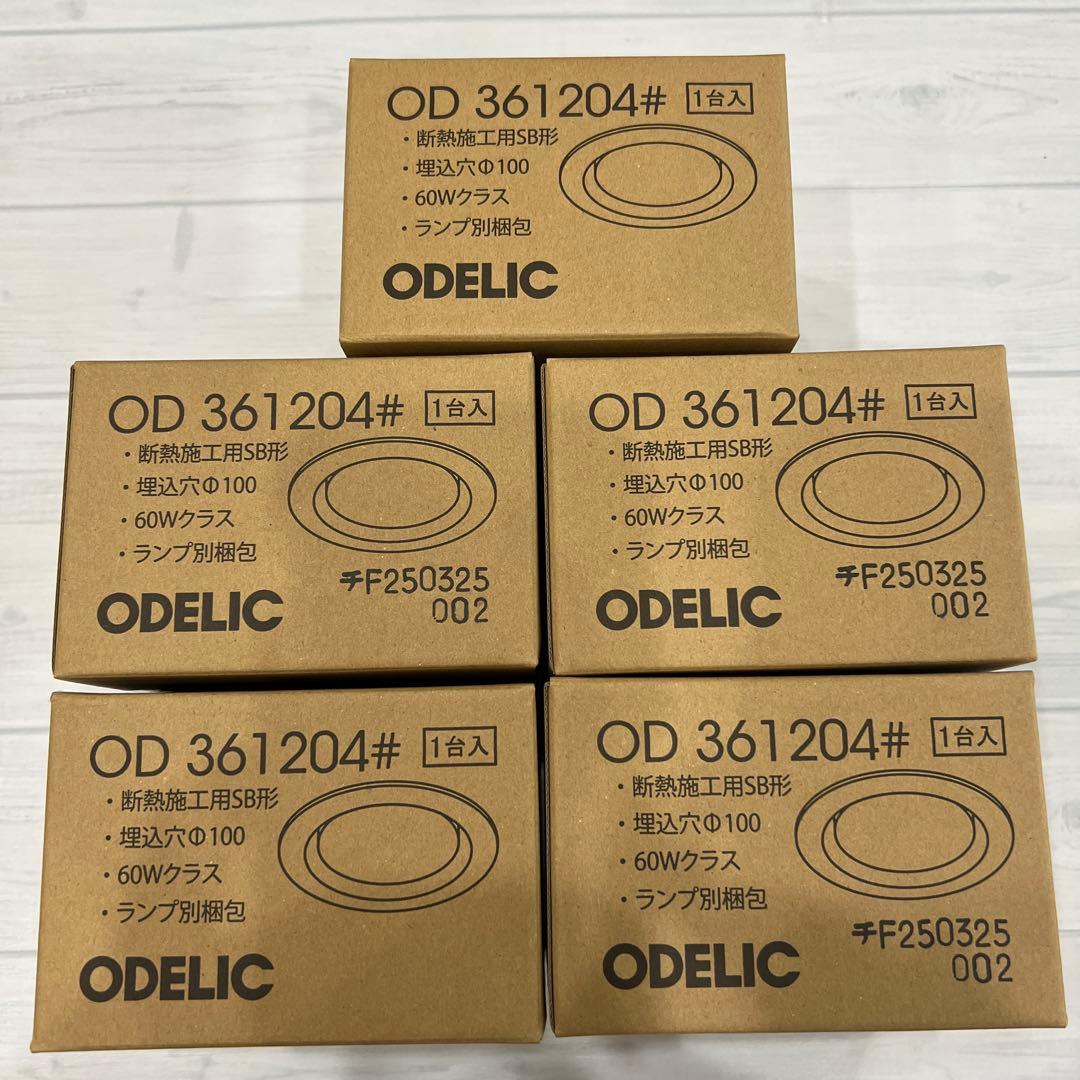 OD 361204# 1台入
・断熱施工用SB形
・埋込穴Φ100
・60Wクラス
・ランプ別梱包
ODELIC
OD 361204# 1台入
・断熱施工用SB形
・埋込穴Φ100
・60Wクラス
・ランプ別梱包
チF250325
002
ODELIC
OD 361204# 1台入
・断熱施工用SB形
・埋込穴Φ100
・60Wクラス
・ランプ別梱包
チF250325
002
ODELIC
OD 361204# 1台入
・断熱施工用SB形
・埋込穴Φ100
・60Wクラス
・ランプ別梱包
ODELIC
OD 361204# 1台入
・断熱施工用SB形
・埋込穴Φ100
・60Wクラス
・ランプ別梱包
チF250325
002
ODELIC